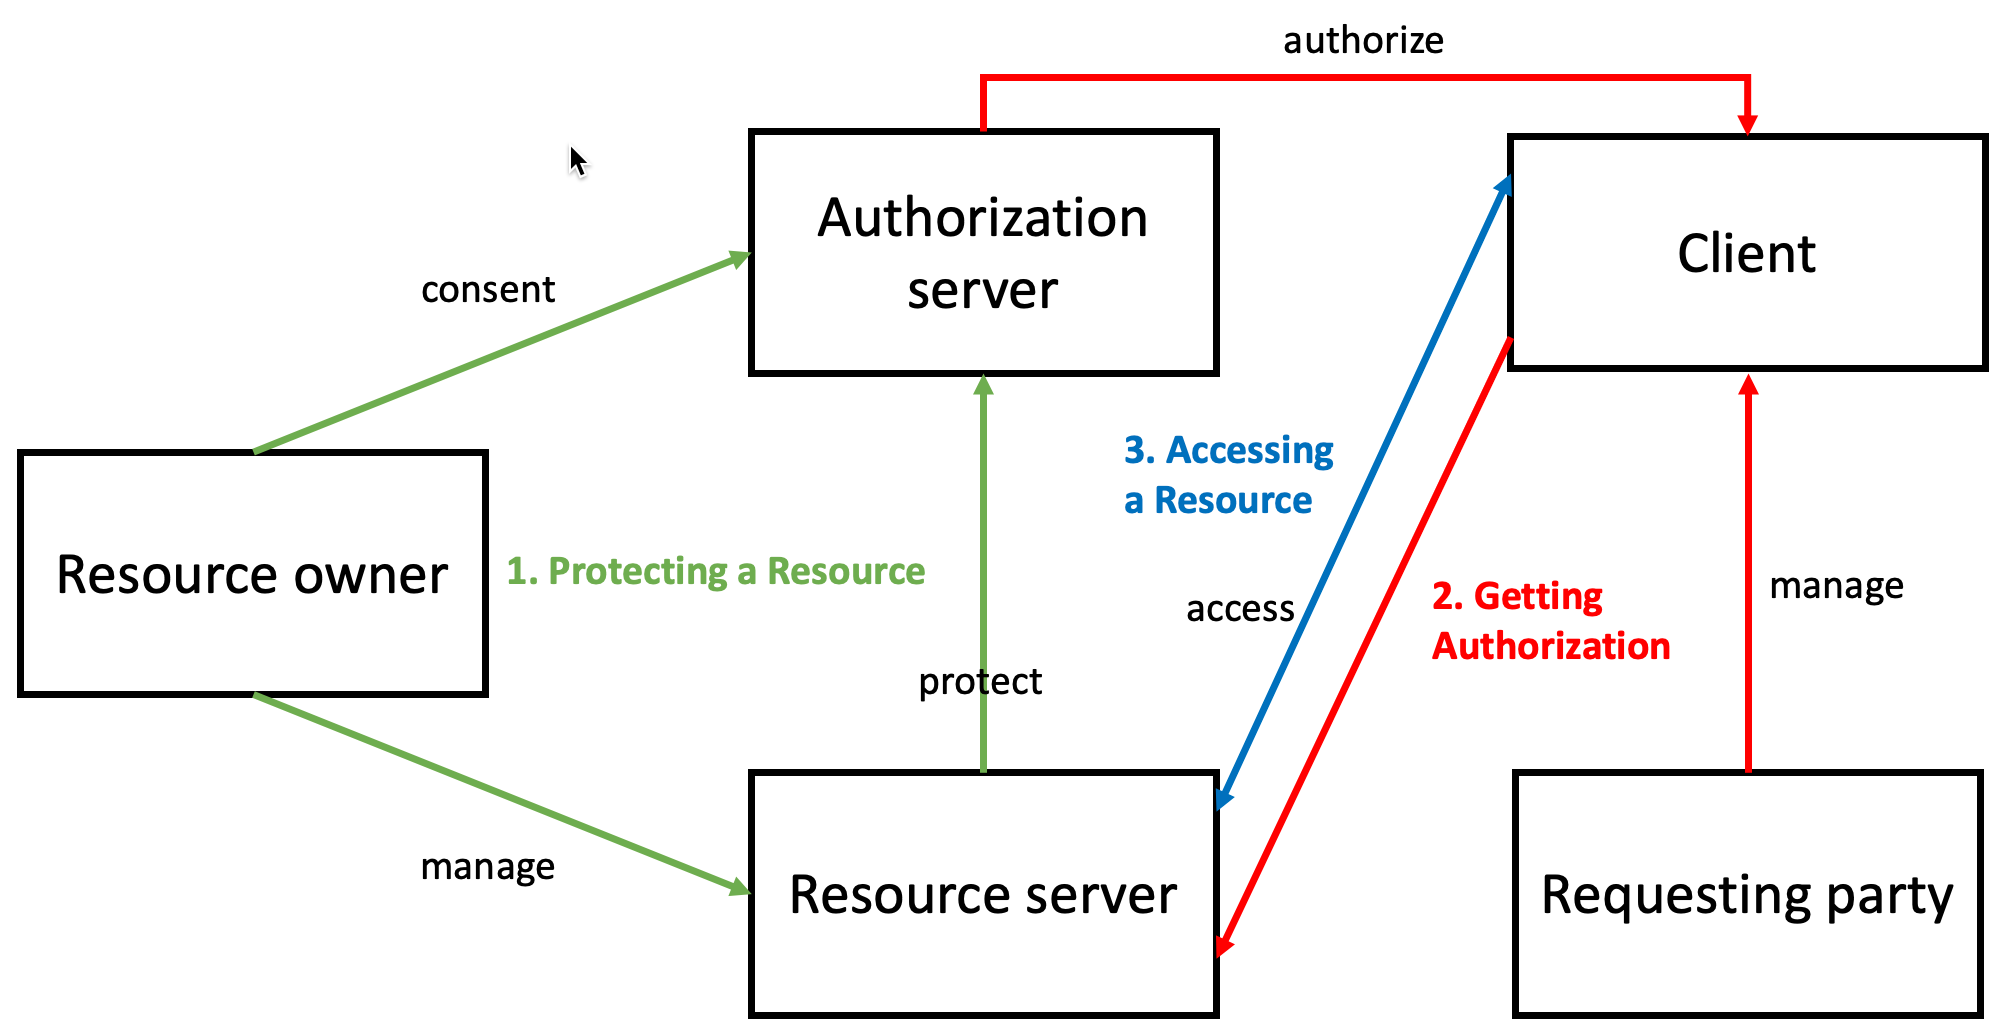 authorize
Authorization
server
Client
consent
3. Accessing
a Resource
Resource owner
1. Protecting a Resource
access
2. Getting
Authorization
manage
protect
manage
Resource server
Requesting party